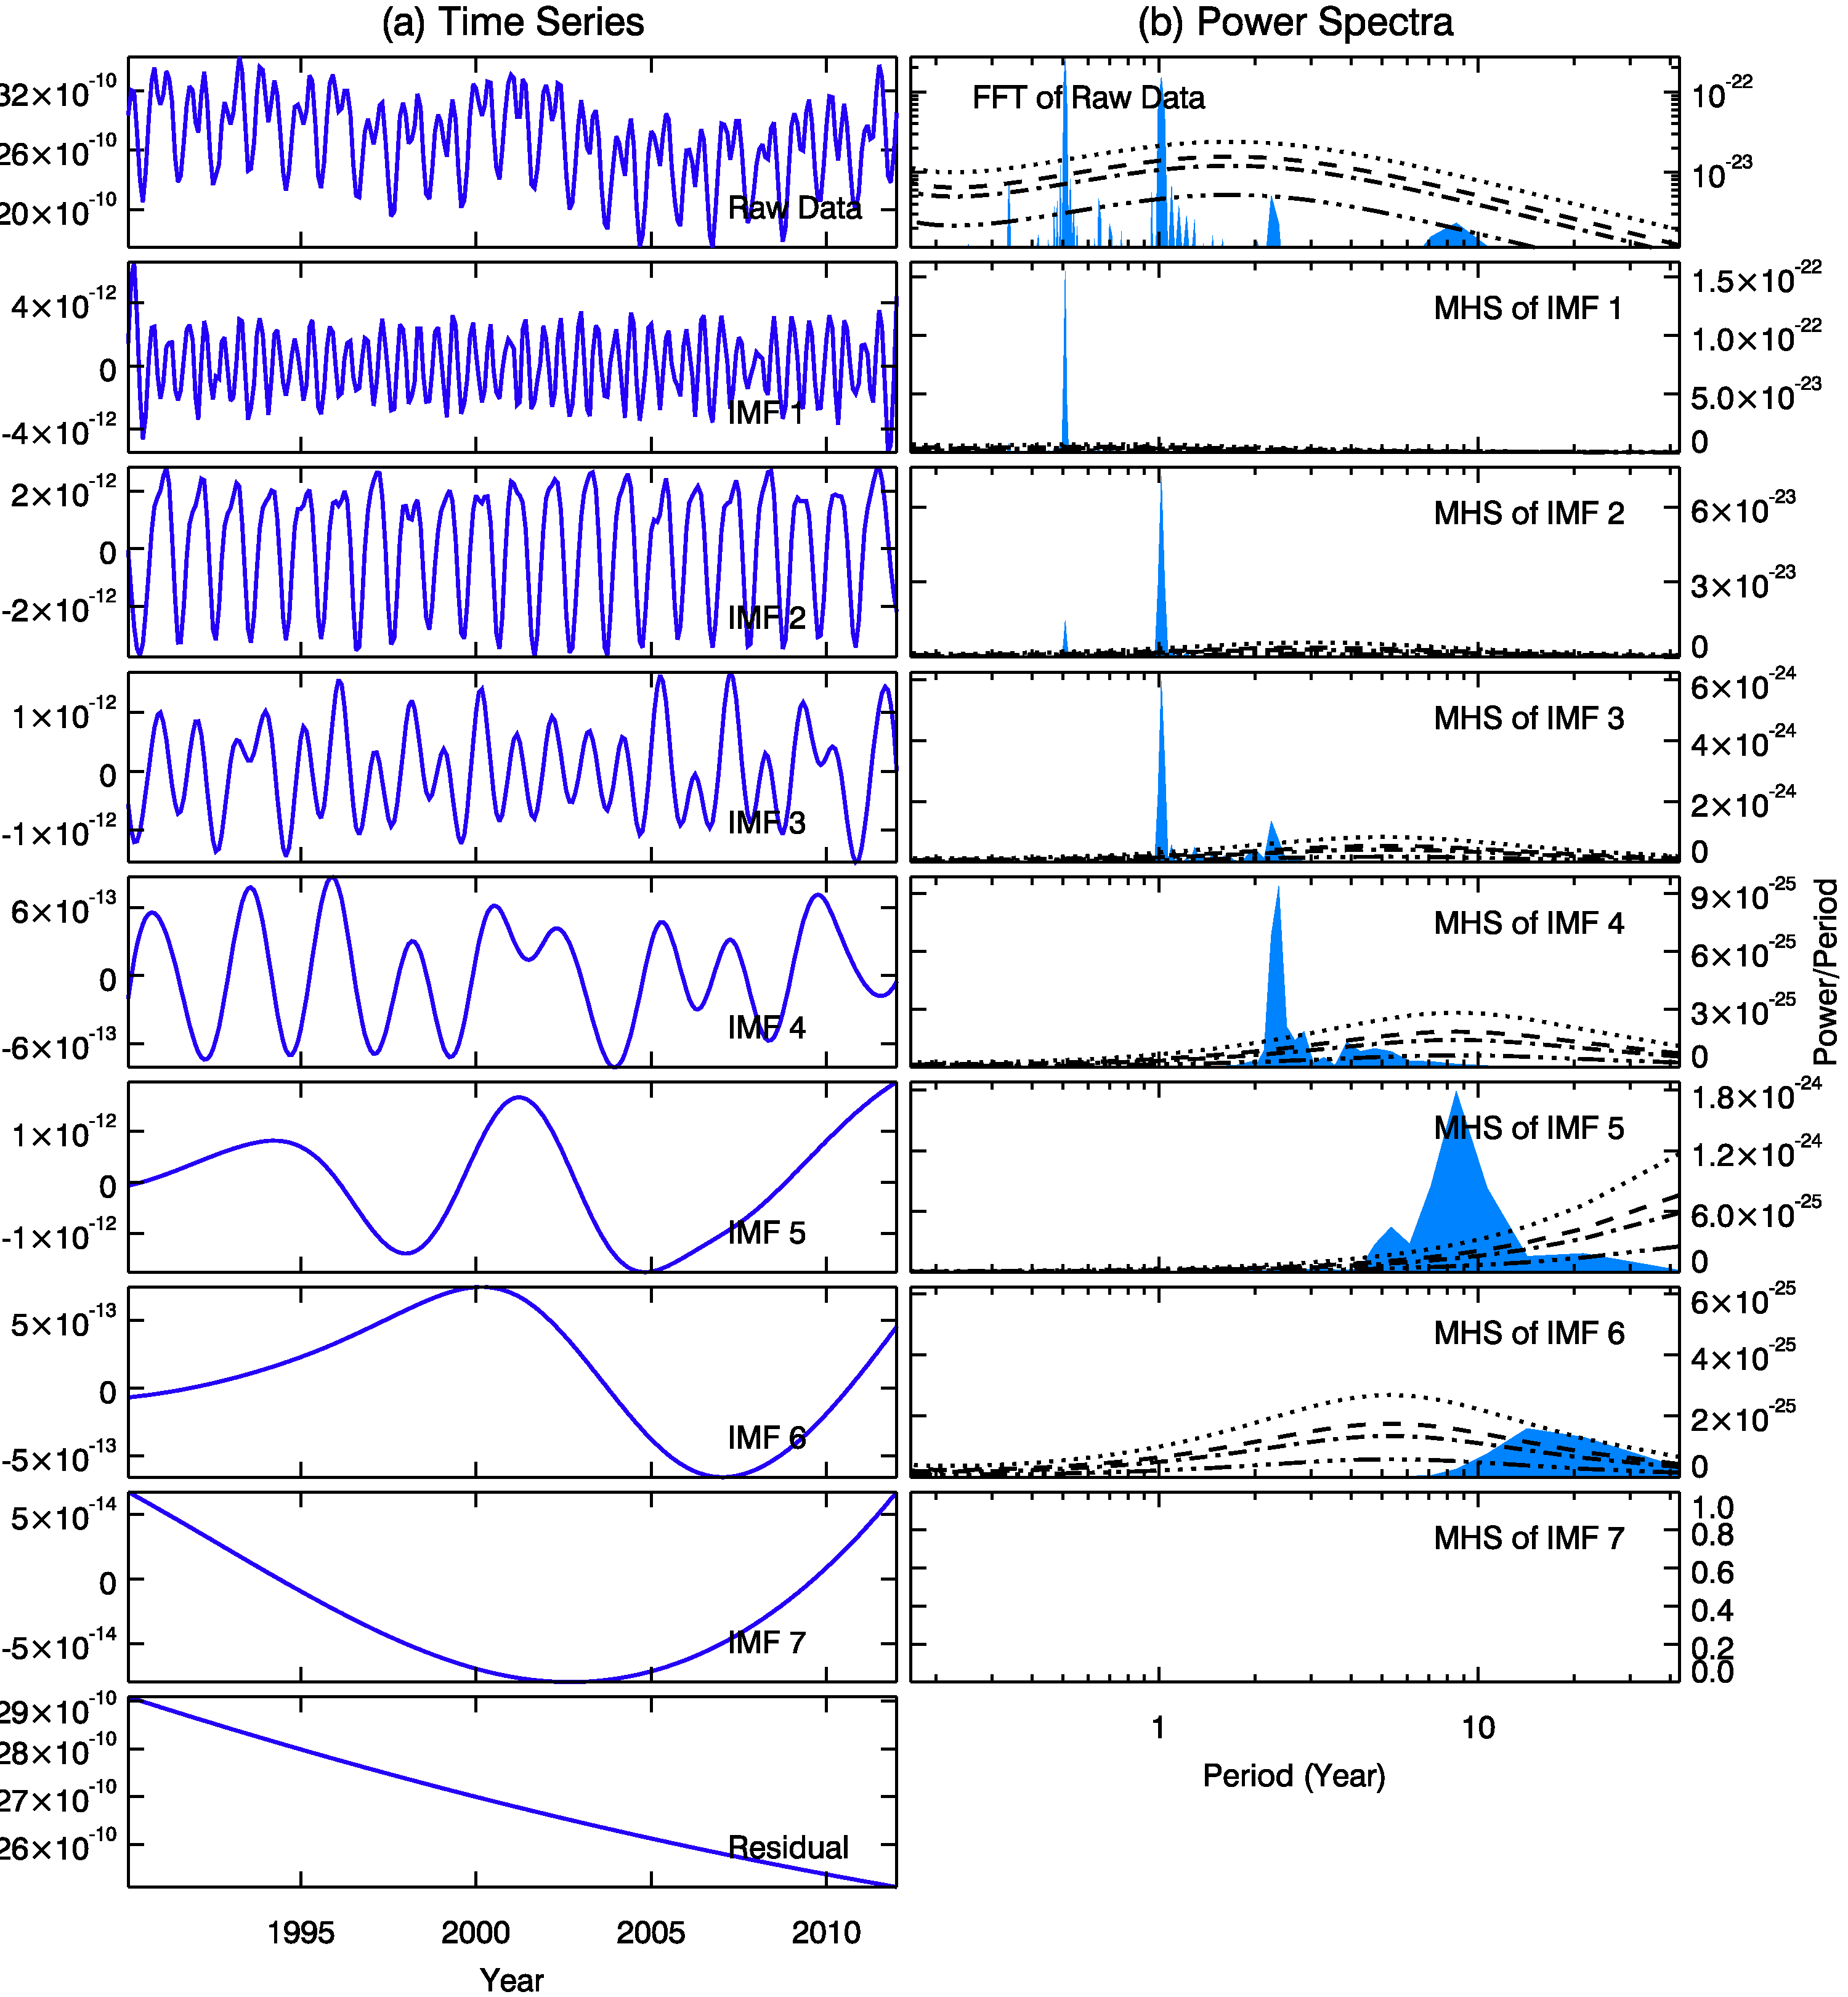 (a) Time Series
(b) Power Spectra
32×10-10
26×10-10
20×10-10
Raw Data
FFT of Raw Data
10-22
10-23
4×10-12
0
-4×10-12
IMF 1
MHS of IMF 1
1.5×10-22
1.0×10-22
5.0×10-23
0
2×10-12
0
-2×10-12
IMF 2
MHS of IMF 2
6×10-23
3×10-23
0
1×10-12
0
-1×10-12
IMF 3
MHS of IMF 3
6×10-24
4×10-24
2×10-24
0
6×10-13
0
-6×10-13
IMF 4
MHS of IMF 4
9×10-25
6×10-25
3×10-25
0
Power/Period
1×10-12
0
-1×10-12
IMF 5
MHS of IMF 5
1.8×10-24
1.2×10-24
6.0×10-25
0
5×10-13
0
-5×10-13
IMF 6
MHS of IMF 6
6×10-25
4×10-25
2×10-25
0
5×10-14
0
-5×10-14
IMF 7
MHS of IMF 7
1.0
0.8
0.6
0.4
0.2
0.0
29×10-10
28×10-10
27×10-10
26×10-10
Residual
1 10
Period (Year)
1995 2000 2005 2010
Year